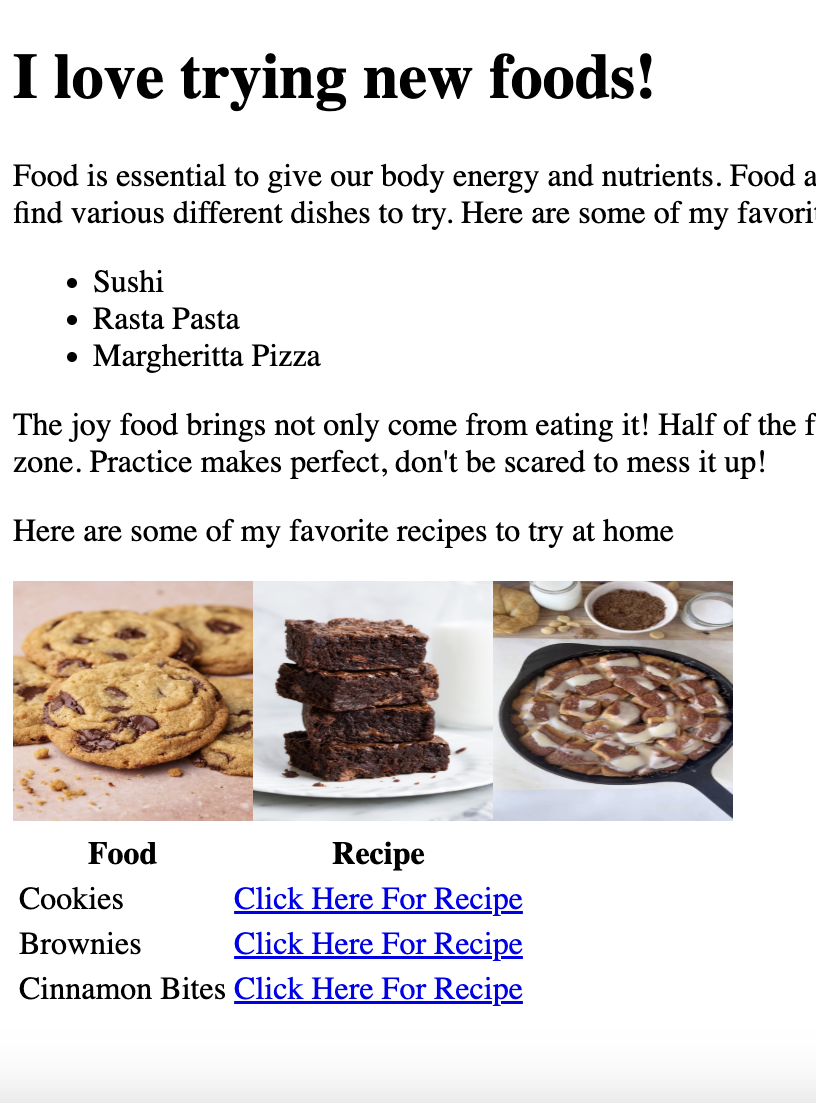 I love trying new foods!
Food is essential to give our body energy and nutrients. Food
find various different dishes to try. Here are some of my
• Sushi
• Rasta Pasta
• Margheritta Pizza
The joy food brings not only come from eating it! Half of the
zone. Practice makes perfect, don't be scared to mess it up!
Here are some of my favorite recipes to try at home
Food Recipe
Cookies Click Here For Recipe
Brownies Click Here For Recipe
Cinnamon Bites Click Here For Recipe